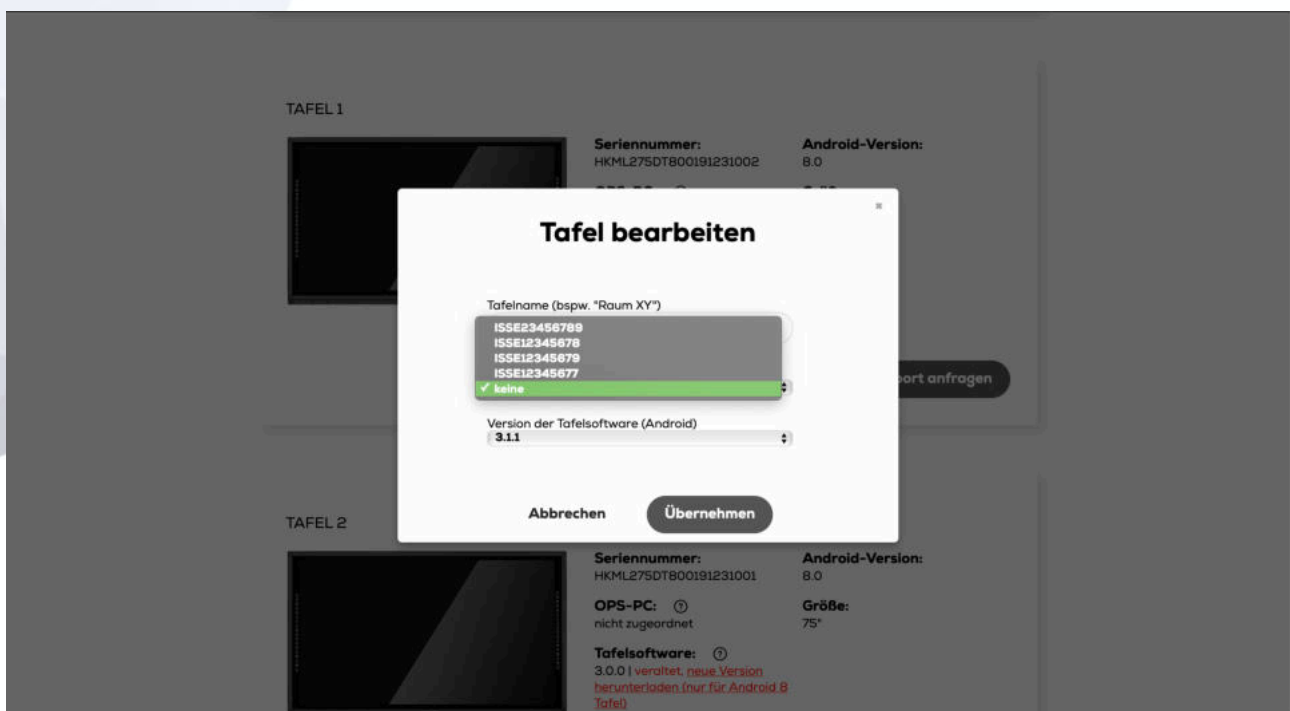 TAFEL 1
Seriennummer:
HKML275DT800191231002
Android-Version:
8.0
Tafel bearbeiten
Tafelname (bspw. "Raum XY")
ISSE23456789
ISSE12345678
ISSE12345679
ISSE12345677
✓ keine
Version der Tafelsoftware (Android)
3.1.1
Abbrechen
Übernehmen
port anfragen
TAFEL 2
Seriennummer:
HKML275DT800191231001
Android-Version:
8.0
OPS-PC:
nicht zugeordnet
Größe:
75"
Tafelsoftware:
3.0.0 | veraltet, neue Version
herunterladen (nur für Android 8
Tafel)